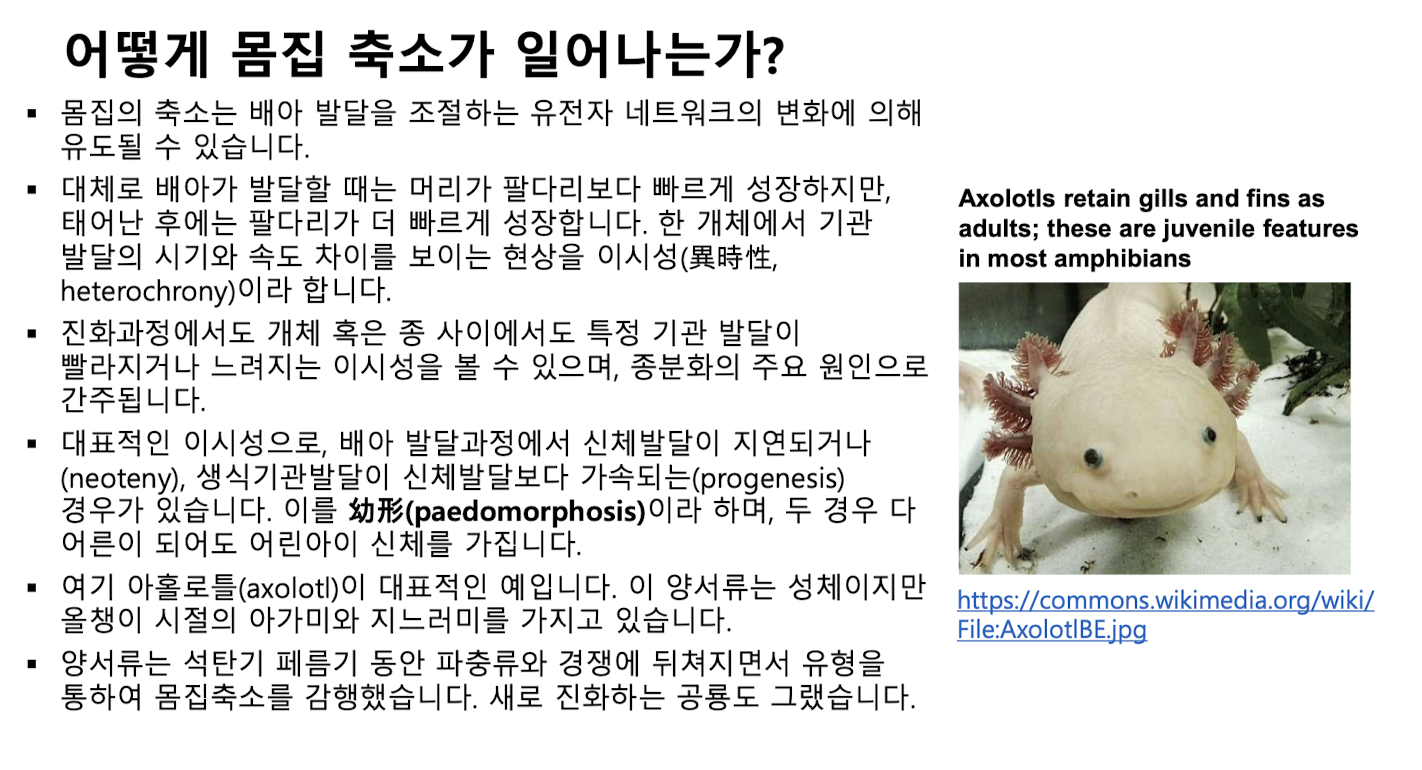 어떻게 몸집 축소가 일어나는가?
▪ 몸집의 축소는 배아 발달을 조절하는 유전자 네트워크의 변화에 의해
유도될 수 있습니다.
▪ 대체로 배아가 발달할 때는 머리가 팔다리보다 빠르게 성장하지만,
태어난 후에는 팔다리가 더 빠르게 성장합니다. 한 개체에서 기관
발달의 시기와 속도 차이를 보이는 현상을 이시성(異時性,
heterochrony)이라 합니다.
▪ 진화과정에서도 개체 혹은 종 사이에서도 특정 기관 발달이
빨라지거나 느려지는 이시성을 볼 수 있으며, 종분화의 주요 원인으로
간주됩니다.
▪ 대표적인 이시성으로, 배아 발달과정에서 신체발달이 지연되거나
(neoteny), 생식기관발달이 신체발달보다 가속되는(progenesis)
경우가 있습니다. 이를 幼形(paedomorphosis)이라 하며, 두 경우 다
어른이 되어도 어린아이 신체를 가집니다.
▪ 여기 아홀로틀(axolotl)이 대표적인 예입니다. 이 양서류는 성체이지만
올챙이 시절의 아가미와 지느러미를 가지고 있습니다.
▪ 양서류는 석탄기 페름기 동안 파충류와 경쟁에 뒤쳐지면서 유형을
통하여 몸집축소를 감행했습니다. 새로 진화하는 공룡도 그랬습니다.
Axolotls retain gills and fins as
adults; these are juvenile features
in most amphibians
https://commons.wikimedia.org/wiki/
File:AxolotlBE.jpg